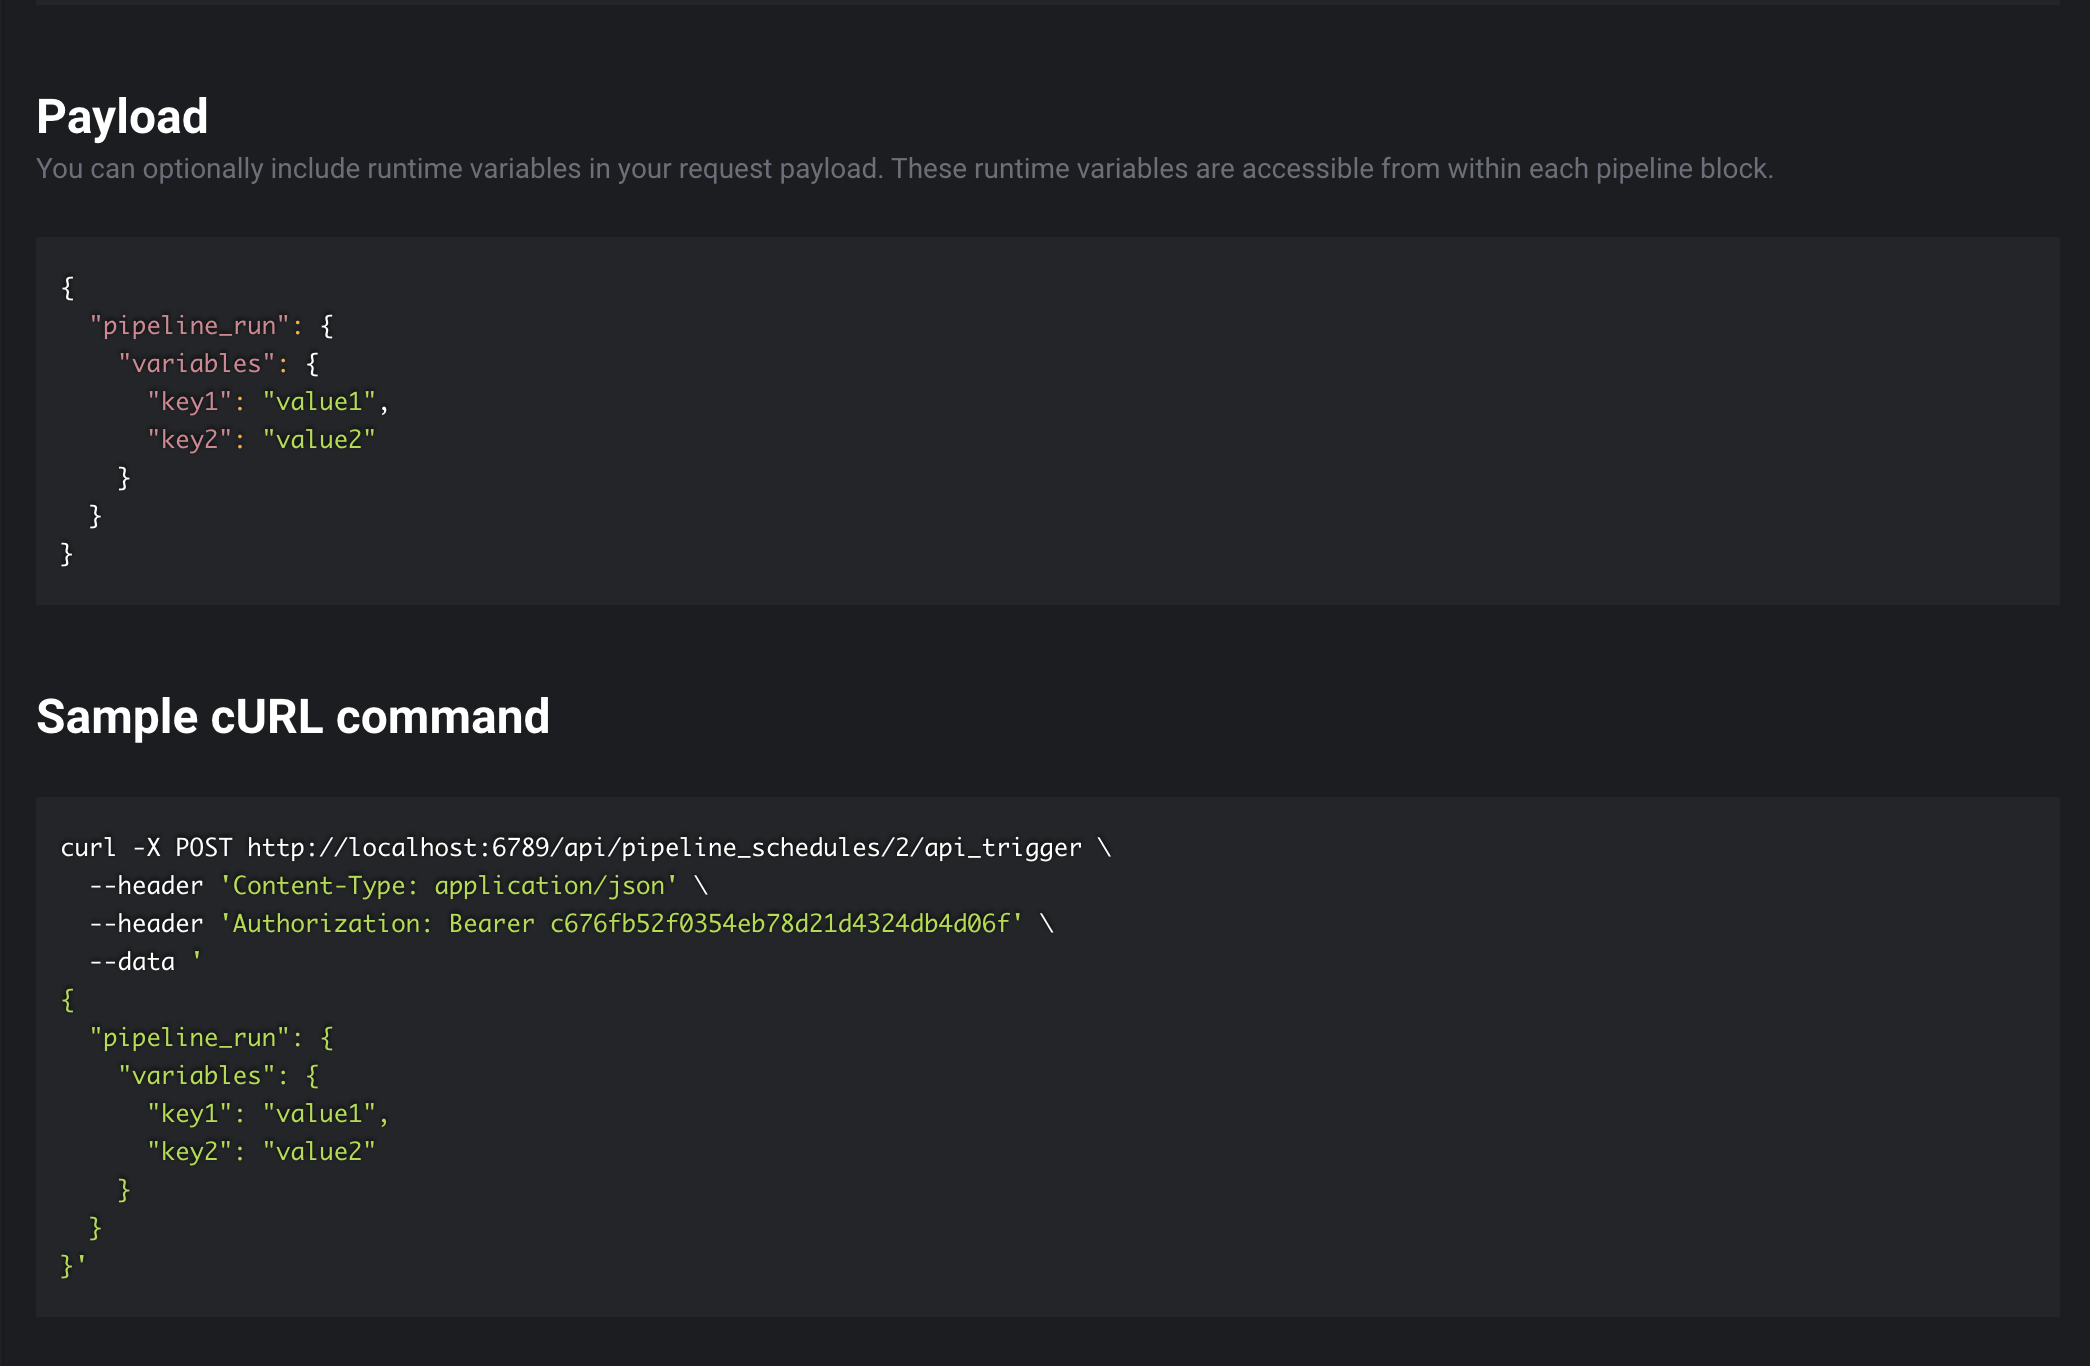 Payload
You can optionally include runtime variables in your request payload. These runtime variables are accessible from within each pipeline block.
{
  "pipeline_run": {
    "variables": {
      "key1": "value1",
      "key2": "value2"
    }
  }
}
Sample cURL command
curl -X POST http://localhost:6789/api/pipeline_schedules/2/api_trigger \
  --header 'Content-Type: application/json' \
  --header 'Authorization: Bearer c676fb52f0354eb78d21d4324db4d06f' \
  --data '
{
  "pipeline_run": {
    "variables": {
      "key1": "value1",
      "key2": "value2"
    }
  }
}'